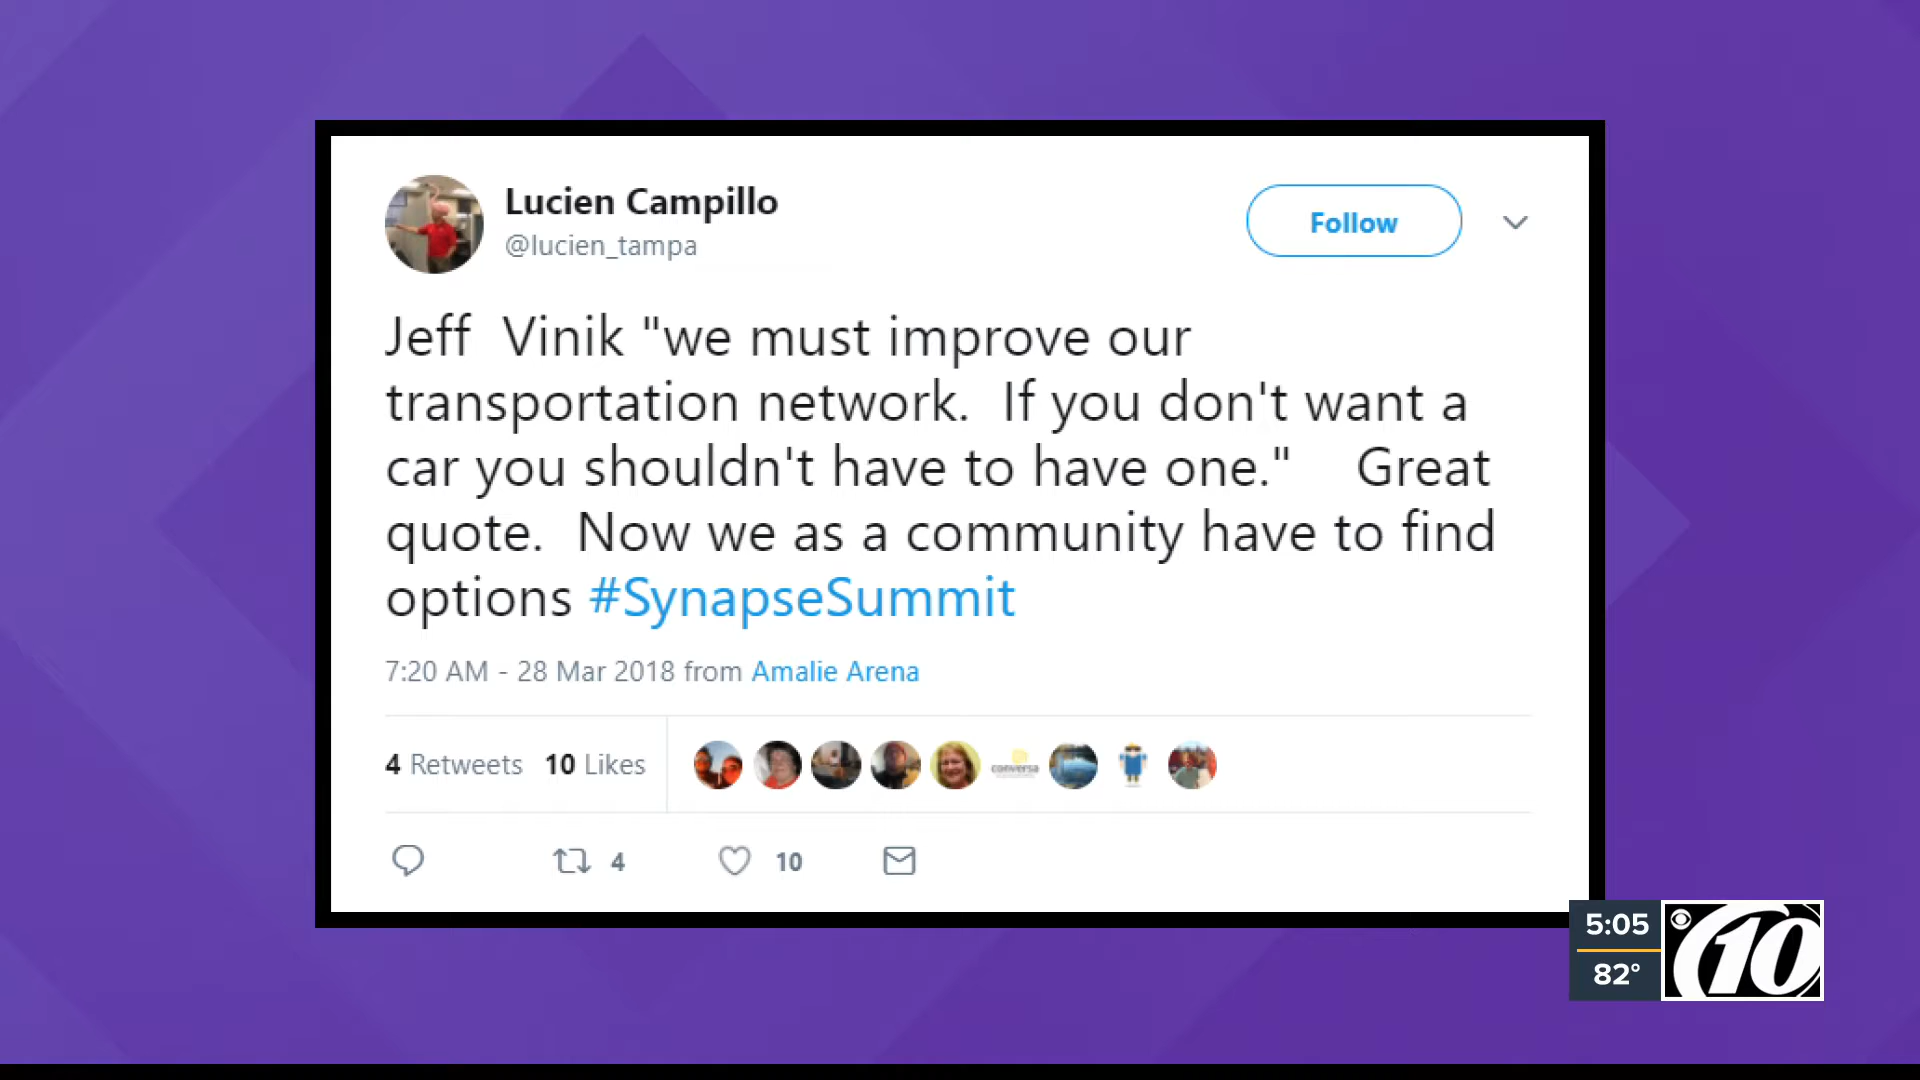 Lucien Campillo
@lucien_tampa
Follow
Jeff  Vinik "we must improve our
transportation network.  If you don't want a
car you shouldn't have to have one."    Great
quote.  Now we as a community have to find
options #SynapseSummit
7:20 AM - 28 Mar 2018 from Amalie Arena
4 Retweets 10 Likes
conversa
4 10
5:05
82°
10